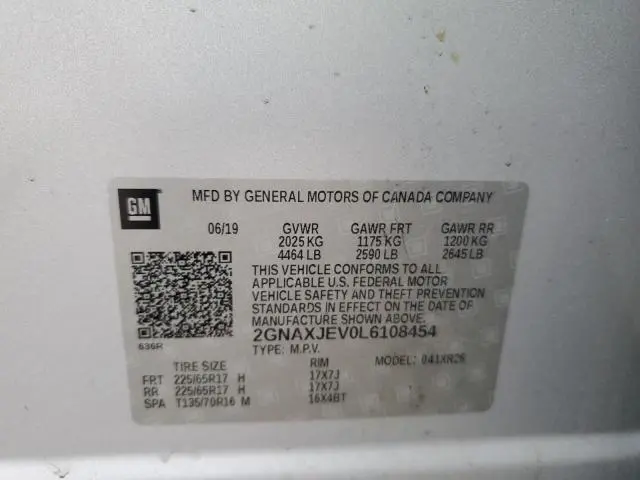 GM
MFD BY GENERAL MOTORS OF CANADA COMPANY
06/19 GVWR GAWR FRT GAWR RR
2025 KG 1175 KG 1200 KG
4464 LB 2590 LB 2645 LB
THIS VEHICLE CONFORMS TO ALL
APPLICABLE U.S. FEDERAL MOTOR
VEHICLE SAFETY AND THEFT PREVENTION
STANDARDS IN EFFECT ON THE DATE OF
MANUFACTURE SHOWN ABOVE.
2GNAXJEV0L6108454
636R
TYPE: M.P.V. MODEL: 041XR26
TIRE SIZE RIM
FRT 225/65R17 H 17X7J
RR 225/65R17 H 17X7J
SPA T135/70R16 M 16X4BT